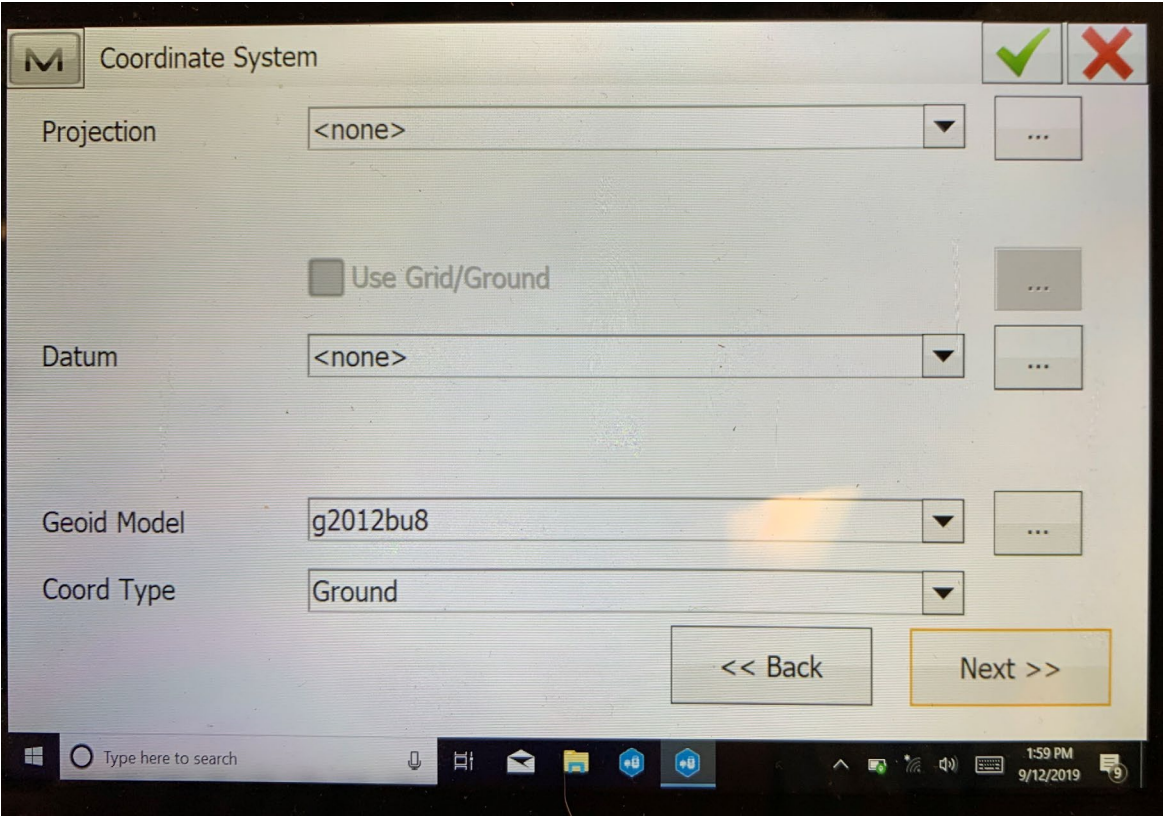 Coordinate System
Projection <none> ...
Use Grid/Ground ...
Datum <none> ...
Geoid Model g2012bu8 ...
Coord Type Ground
<< Back Next >>
Type here to search 1:59 PM
9/12/2019 9